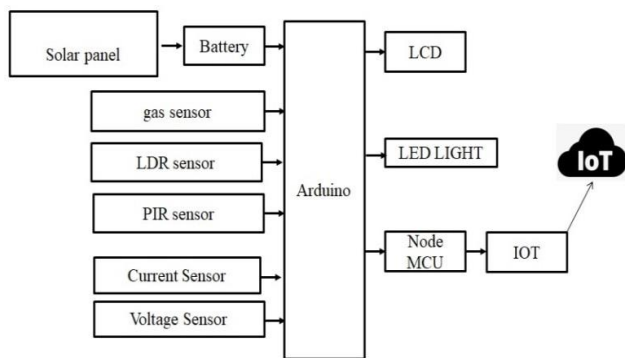 Solar panel
Battery
gas sensor
LDR sensor
PIR sensor
Current Sensor
Voltage Sensor
Arduino
LCD
LED LIGHT
Node
MCU
IOT
IoT